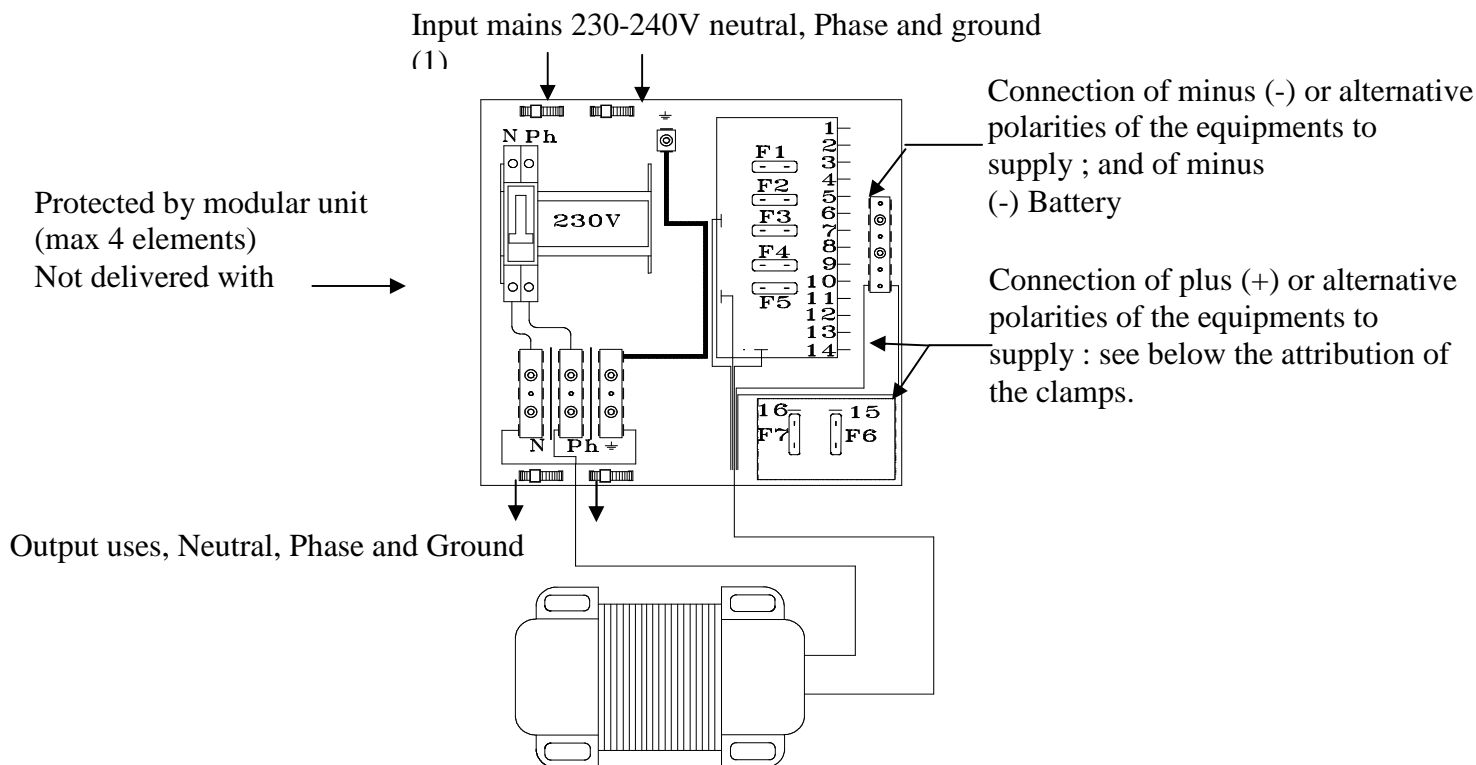 Input mains 230-240V neutral, Phase and ground
(1)
Connection of minus (-) or alternative
polarities of the equipments to
supply ; and of minus
(-) Battery
Protected by modular unit
(max 4 elements)
Not delivered with
Connection of plus (+) or alternative
polarities of the equipments to
supply : see below the attribution of
the clamps.
N Ph
230V
F1
F2
F3
F4
F5
1
2
3
4
5
6
7
8
9
10
11
12
13
14
16 15
F7 F6
N Ph
Output uses, Neutral, Phase and Ground